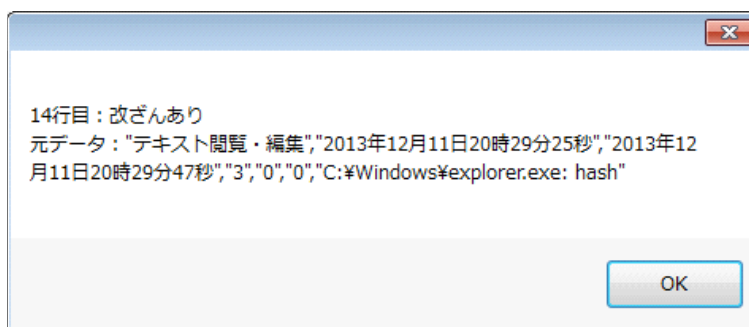 14行目：改ざんあり
元データ："テキスト閲覧・編集","2013年12月11日20時29分25秒","2013年12
月11日20時29分47秒","3","0","0","C:¥Windows¥explorer.exe: hash"
OK